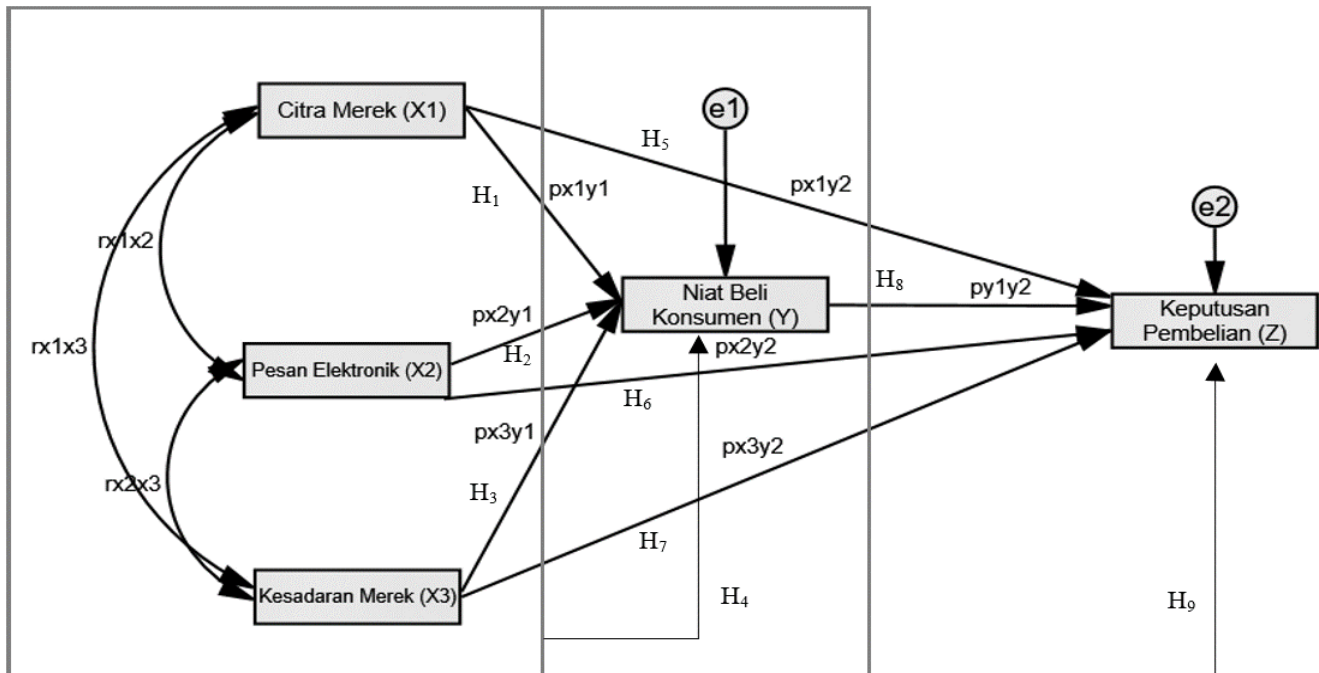 Citra Merek (X1)
e1
H₅
px1y1
px1y2
H₁
e2
rx1x2
Niat Beli
Konsumen (Y)
H₈
py1y2
Keputusan
Pembelian (Z)
px2y1
rx1x3
H₂
px2y2
Pesan Elektronik (X2)
H₆
px3y1
px3y2
rx2x3
H₃
H₇
Kesadaran Merek (X3)
H₄
H₉